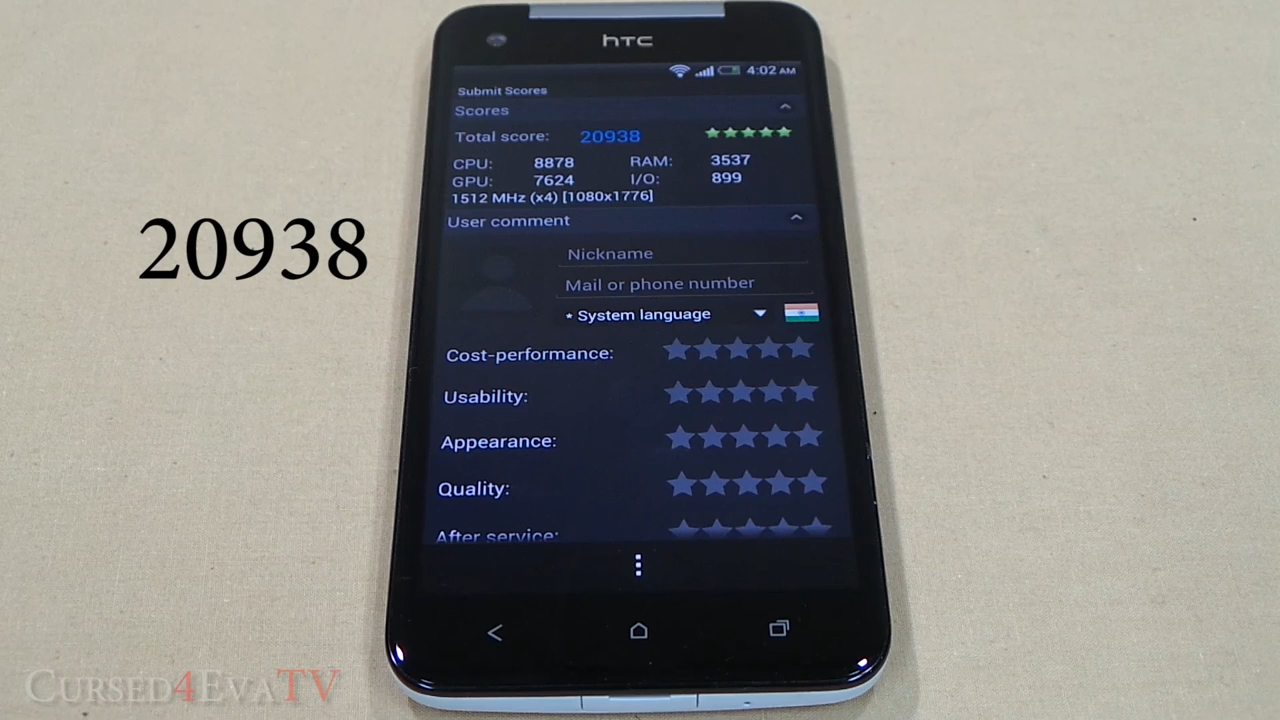 hTC
4:02 AM
Submit Scores
Scores
Total score: 20938
CPU: 8878 RAM: 3537
GPU: 7624 I/O: 899
1512 MHz (x4) [1080x1776]
User comment
20938
Nickname
Mail or phone number
* System language
Cost-performance:
Usability:
Appearance:
Quality:
After service:
CURSED4EVATV